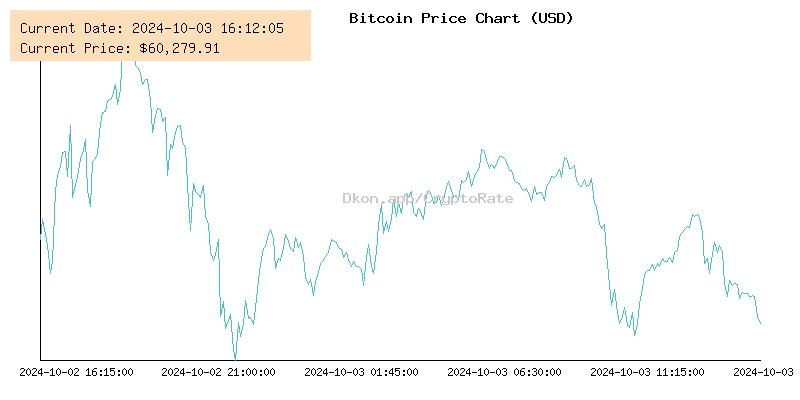 Bitcoin Price Chart (USD)
Current Date: 2024-10-03 16:12:05
Current Price: $60,279.91
Dkon.app/CryptoRate
2024-10-02 16:15:00 2024-10-02 21:00:00 2024-10-03 01:45:00 2024-10-03 06:30:00 2024-10-03 11:15:00 2024-10-03